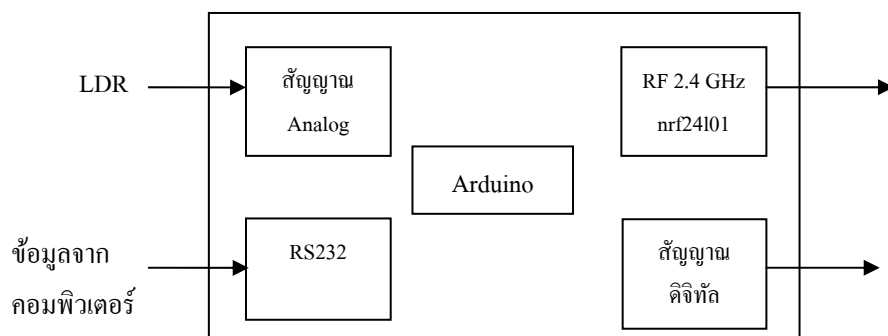 LDR
สัญญาณ
Analog
RF 2.4 GHz
nrf24l01
Arduino
ข้อมูลจาก
คอมพิวเตอร์
RS232
สัญญาณ
ดิจิทัล